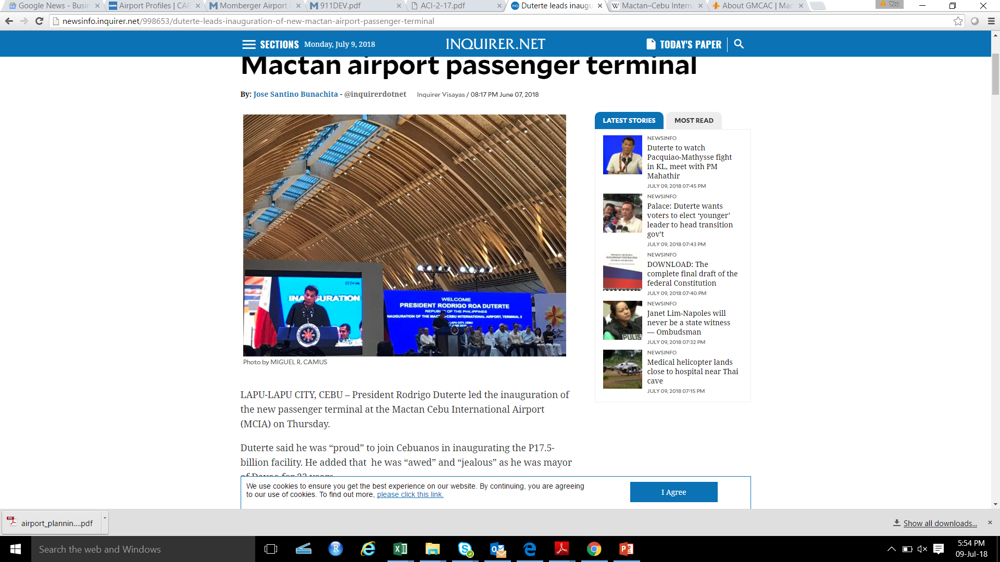 Google News - Busin
Airport Profiles | CAP
Momberger Airport
911DEV.pdf
ACI-2-17.pdf
Duterte leads inaugu
Mactan–Cebu Intern
About GMCAC | Mac
You
newsinfo.inquirer.net/998653/duterte-leads-inauguration-of-new-mactan-airport-passenger-terminal
SECTIONS Monday, July 9, 2018
INQUIRER.NET
TODAY'S PAPER
Mactan airport passenger terminal
By: Jose Santino Bunachita - @inquirerdotnet Inquirer Visayas / 08:17 PM June 07, 2018
INAUGURATION
WELCOME
PRESIDENT RODRIGO ROA DUTERTE
REPUBLIC OF THE PHILIPPINES
INAUGURATION OF THE MACTAN-CEBU INTERNATIONAL AIRPORT, TERMINAL 2
LAPU CITY, CEBU
Photo by MIGUEL R. CAMUS
LAPU-LAPU CITY, CEBU – President Rodrigo Duterte led the inauguration of
the new passenger terminal at the Mactan Cebu International Airport
(MCIA) on Thursday.
Duterte said he was “proud” to join Cebuanos in inaugurating the P17.5-
billion facility. He added that he was “awed” and “jealous” as he was mayor
of Davao for 23 years.
LATEST STORIES
MOST READ
NEWSINFO
Duterte to watch
Pacquiao-Mathysse fight
in KL, meet with PM
Mahathir
JULY 09, 2018 07:45 PM
NEWSINFO
Palace: Duterte wants
voters to elect ‘younger’
leader to head transition
gov’t
JULY 09, 2018 07:43 PM
NEWSINFO
DOWNLOAD: The
complete final draft of the
federal Constitution
JULY 09, 2018 07:40 PM
NEWSINFO
Janet Lim-Napoles will
never be a state witness
— Ombudsman
JULY 09, 2018 07:32 PM
PULIS
NEWSINFO
Medical helicopter lands
close to hospital near Thai
cave
JULY 09, 2018 07:15 PM
We use cookies to ensure you get the best experience on our website. By continuing, you are agreeing
to our use of cookies. To find out more, please click this link.
I Agree
airport_plannin....pdf
Show all downloads...
Search the web and Windows
5:54 PM
09-Jul-18